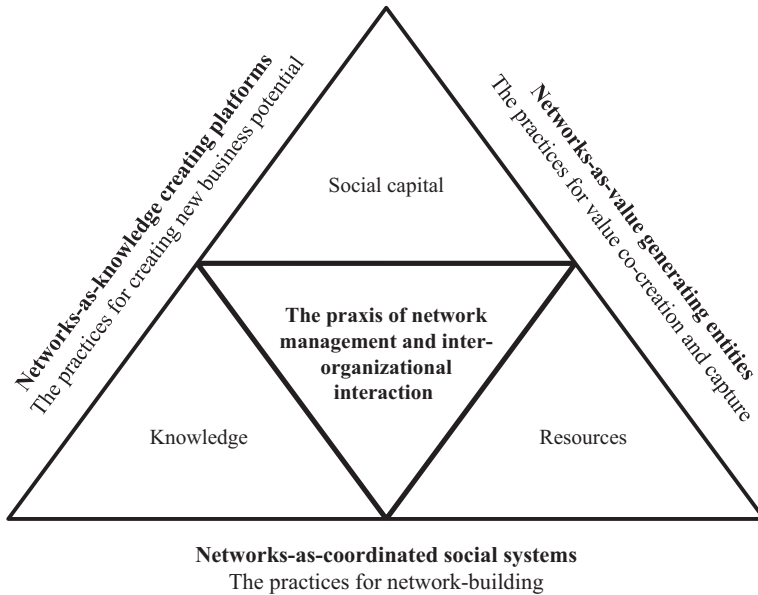 Networks-as-knowledge creating platforms
The practices for creating new business potential
Networks-as-value generating entities
The practices for value co-creation and capture
Social capital
The praxis of network
management and inter-
organizational
interaction
Knowledge
Resources
Networks-as-coordinated social systems
The practices for network-building